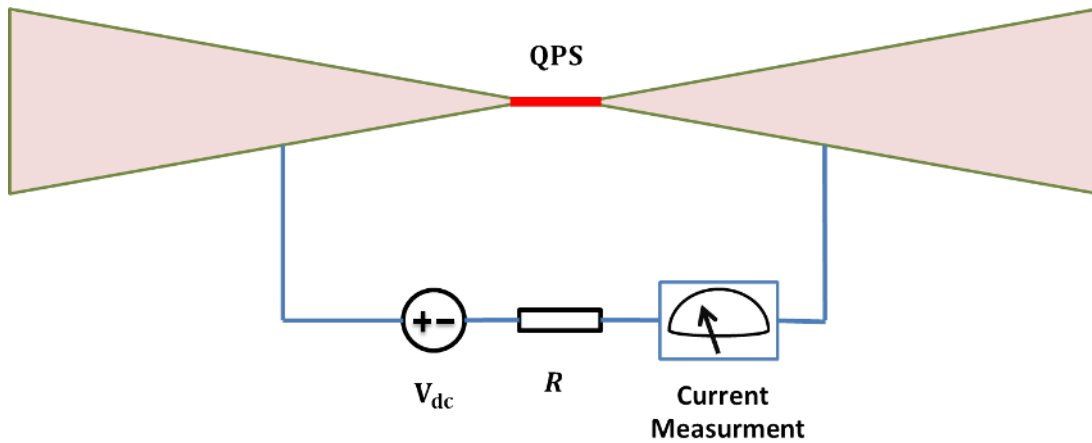 QPS
+−
V_dc
R
Current
Measurment